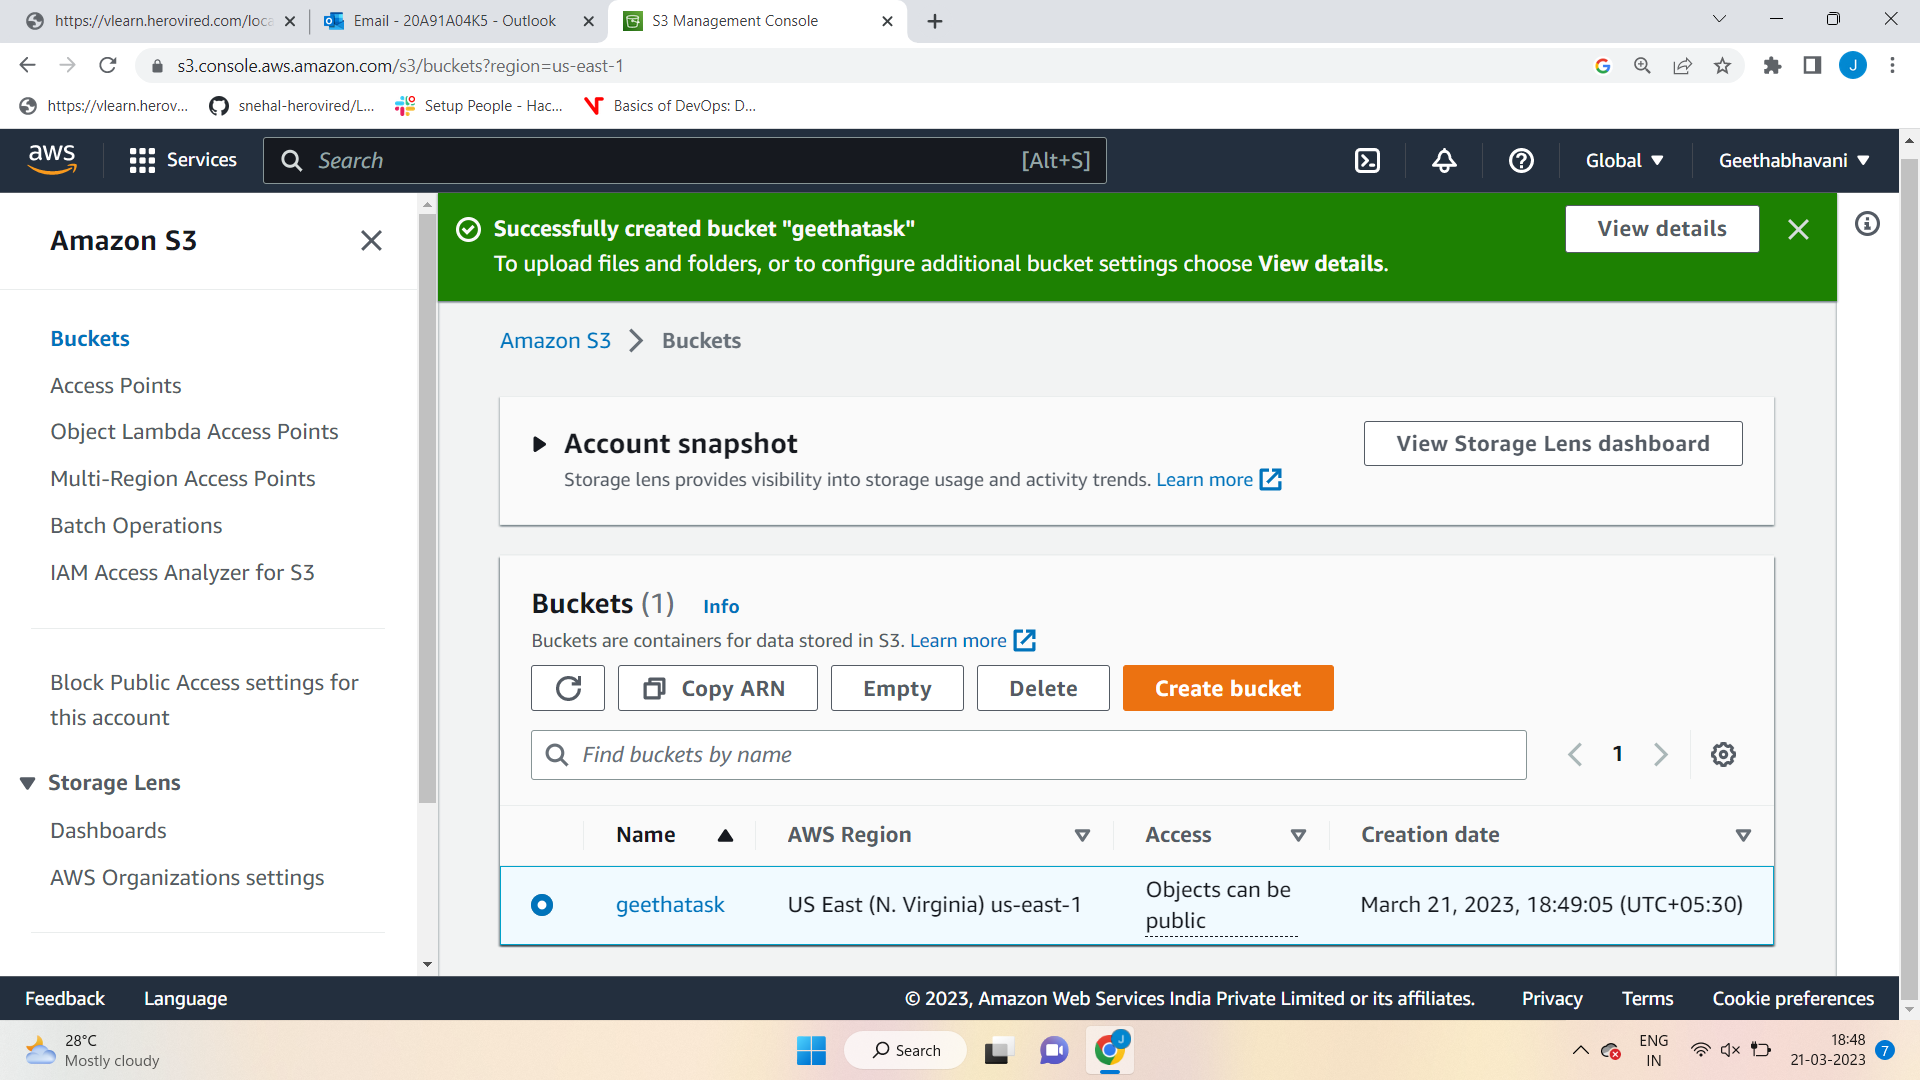 https://vlearn.herovired.com/loca
Email - 20A91A04K5 - Outlook
S3 Management Console
s3.console.aws.amazon.com/s3/buckets?region=us-east-1
J
https://vlearn.herov...
snehal-herovired/L...
Setup People - Hac...
Basics of DevOps: D...
aws
Services
Search
[Alt+S]
Global
Geethabhavani
Amazon S3
Buckets
Access Points
Object Lambda Access Points
Multi-Region Access Points
Batch Operations
IAM Access Analyzer for S3
Block Public Access settings for
this account
Storage Lens
Dashboards
AWS Organizations settings
Successfully created bucket "geethatask"
To upload files and folders, or to configure additional bucket settings choose View details.
View details
Amazon S3
Buckets
Account snapshot
Storage lens provides visibility into storage usage and activity trends. Learn more
View Storage Lens dashboard
Buckets (1)
Info
Buckets are containers for data stored in S3. Learn more
Copy ARN
Empty
Delete
Create bucket
Find buckets by name
1
Name
AWS Region
Access
Creation date
geethatask
US East (N. Virginia) us-east-1
Objects can be
public
March 21, 2023, 18:49:05 (UTC+05:30)
Feedback
Language
© 2023, Amazon Web Services India Private Limited or its affiliates.
Privacy
Terms
Cookie preferences
28°C
Mostly cloudy
Search
J
ENG
IN
18:48
21-03-2023
7